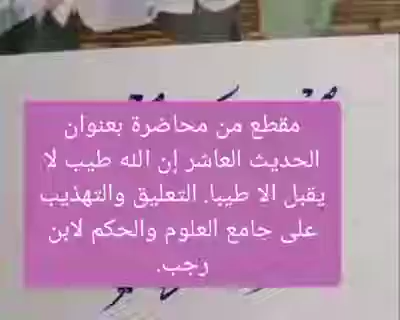 مقطع من محاضرة بعنوان
الحديث العاشر إن الله طيب لا
يقبل الا طيبا. التعليق والتهذيب
على جامع العلوم والحكم لابن
رجب.